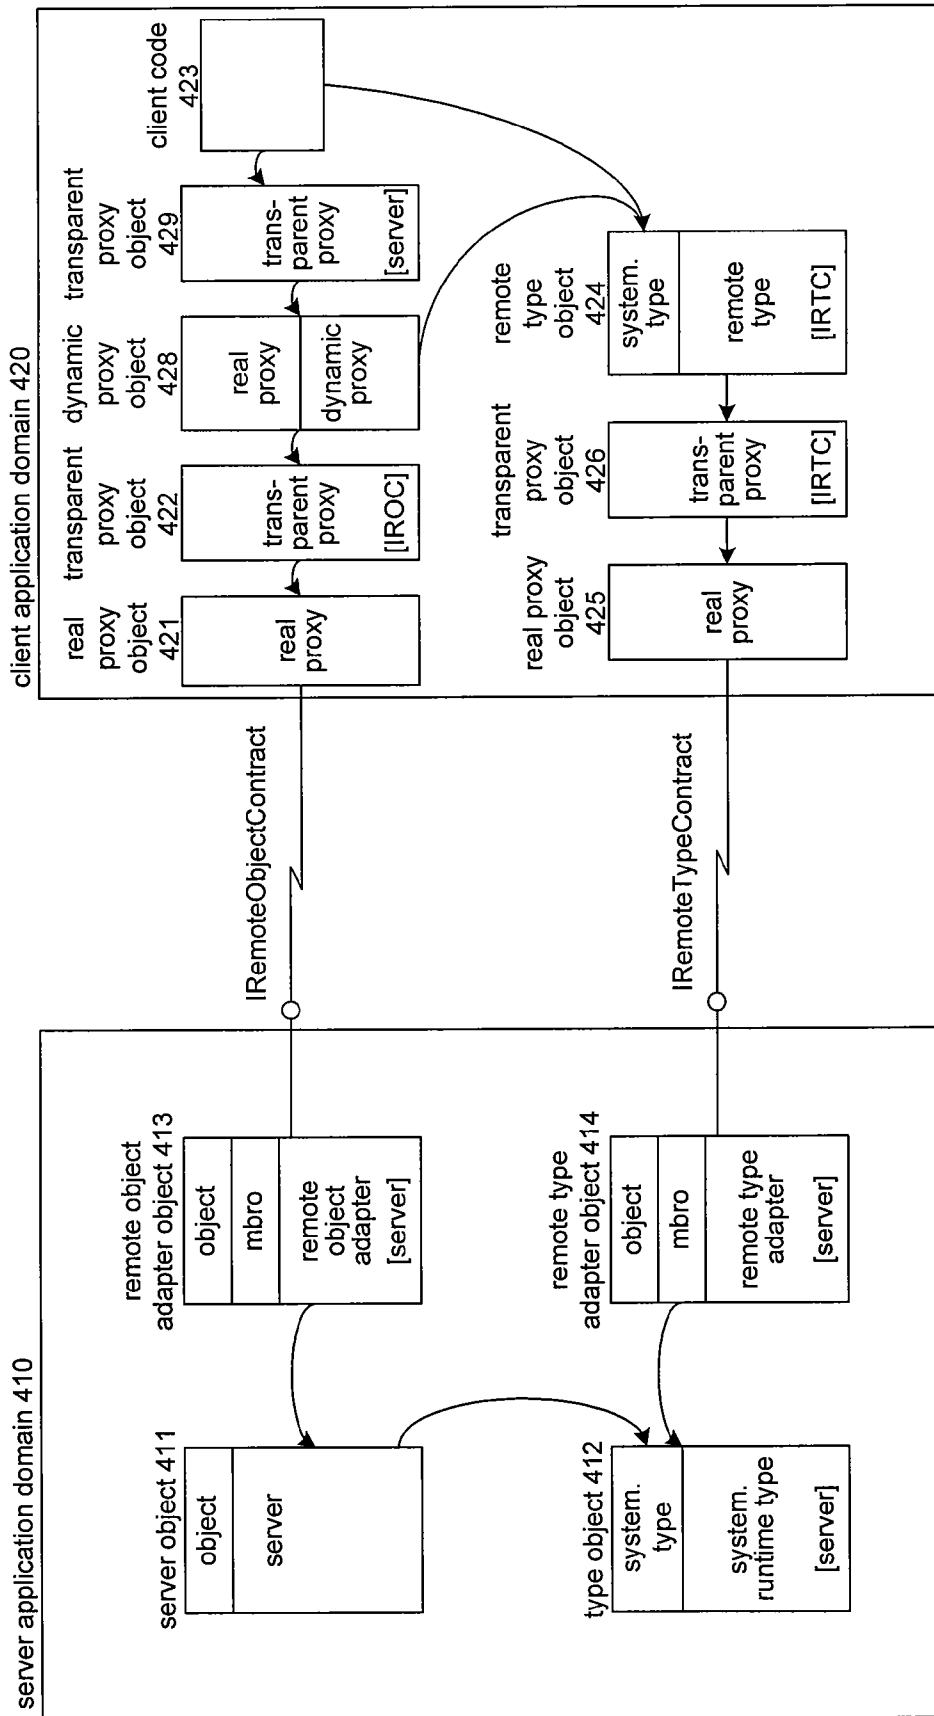 server application domain 410
server object 411
object
server
type object 412
system.
type
system.
runtime type
[server]
remote object
adapter object 413
object
mbro
remote
object
adapter
[server]
remote type
adapter object 414
object
mbro
remote type
adapter
[server]
IRemoteObjectContract
IRemoteTypeContract
client application domain 420
real
proxy
object
421
real
proxy
transparent
proxy
object
422
trans-
parent
proxy
[IROC]
dynamic
proxy
object
428
real
proxy
dynamic
proxy
transparent
proxy
object
429
trans-
parent
proxy
[server]
client code
423
real proxy
object
425
real
proxy
transparent
proxy
object
426
trans-
parent
proxy
[IRTC]
remote
type
object
424
system.
type
remote
type
[IRTC]